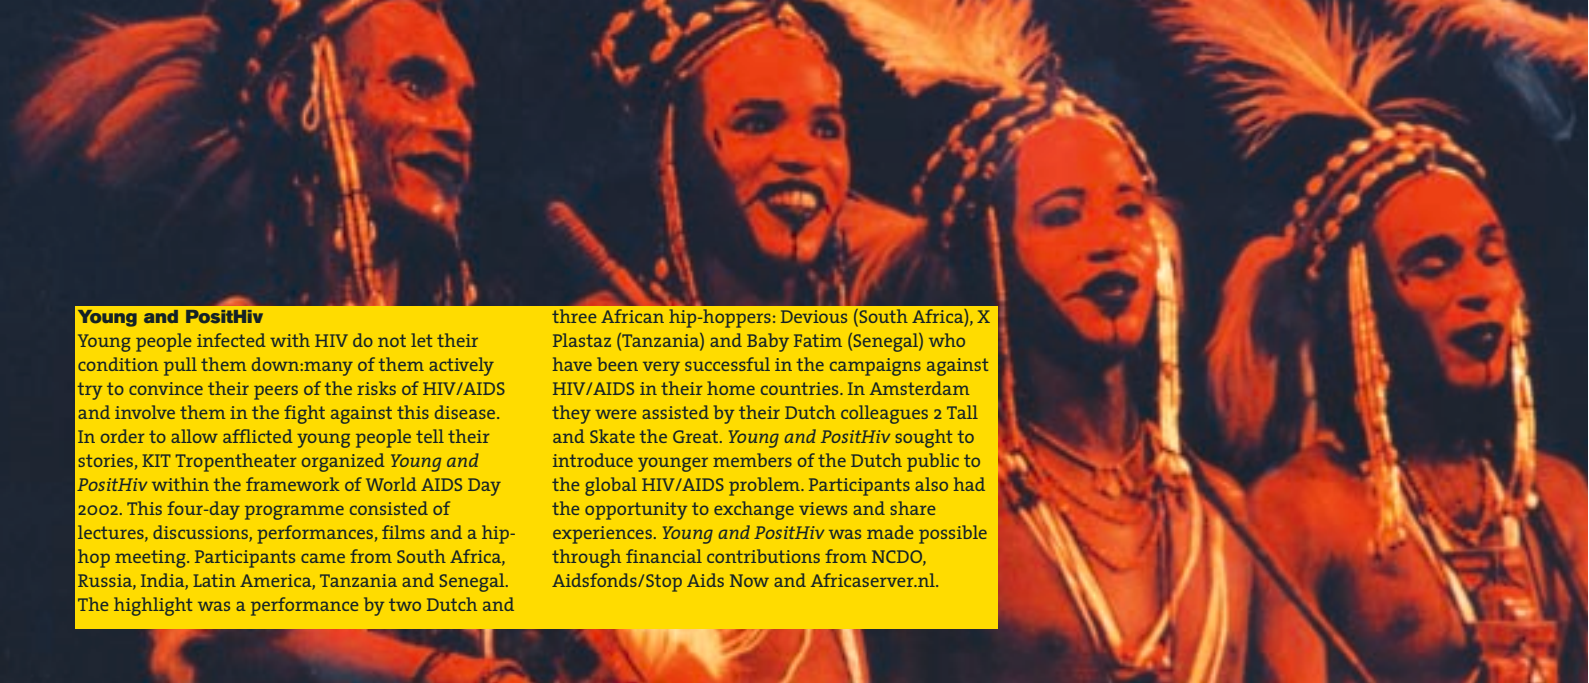 Young and PositHiv
Young people infected with HIV do not let their
condition pull them down:many of them actively
try to convince their peers of the risks of HIV/AIDS
and involve them in the fight against this disease.
In order to allow afflicted young people tell their
stories, KIT Tropentheater organized Young and
PositHiv within the framework of World AIDS Day
2002. This four-day programme consisted of
lectures, discussions, performances, films and a hip-
hop meeting. Participants came from South Africa,
Russia, India, Latin America, Tanzania and Senegal.
The highlight was a performance by two Dutch and
three African hip-hoppers: Devious (South Africa), X
Plastaz (Tanzania) and Baby Fatim (Senegal) who
have been very successful in the campaigns against
HIV/AIDS in their home countries. In Amsterdam
they were assisted by their Dutch colleagues 2 Tall
and Skate the Great. Young and PositHiv sought to
introduce younger members of the Dutch public to
the global HIV/AIDS problem. Participants also had
the opportunity to exchange views and share
experiences. Young and PositHiv was made possible
through financial contributions from NCDO,
Aidsfonds/Stop Aids Now and Africaserver.nl.